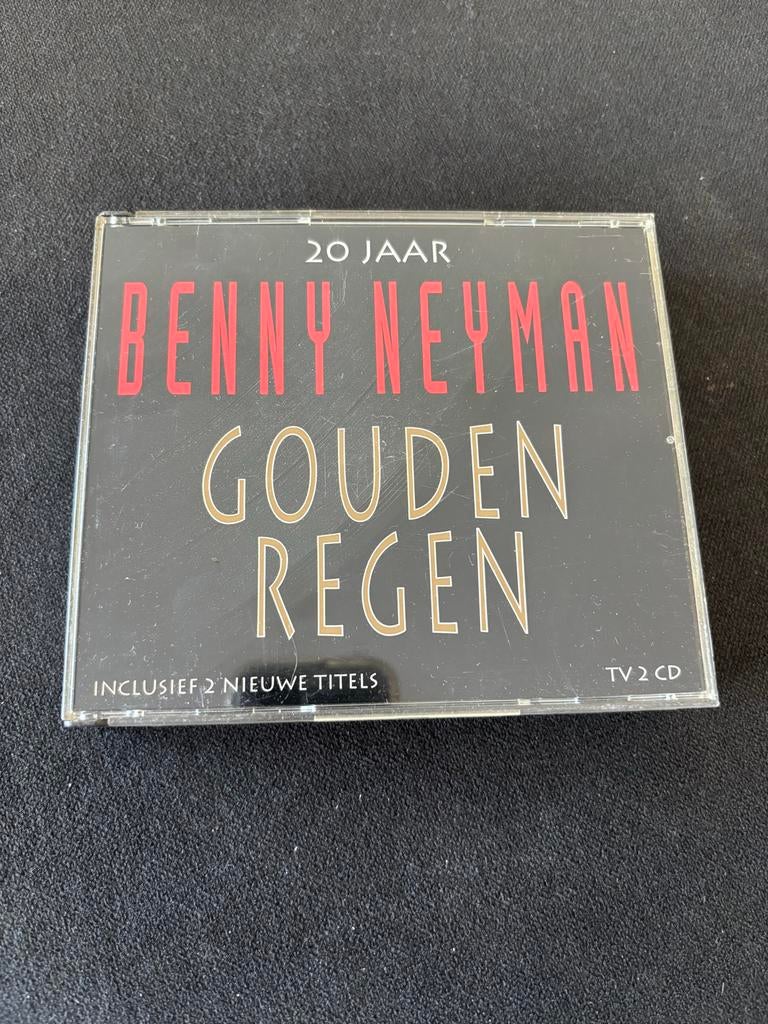 20 JAAR
BENNY NEYMAN
GOUDEN
REGEN
INCLUSIEF 2 NIEUWE TITELS
TV 2 CD